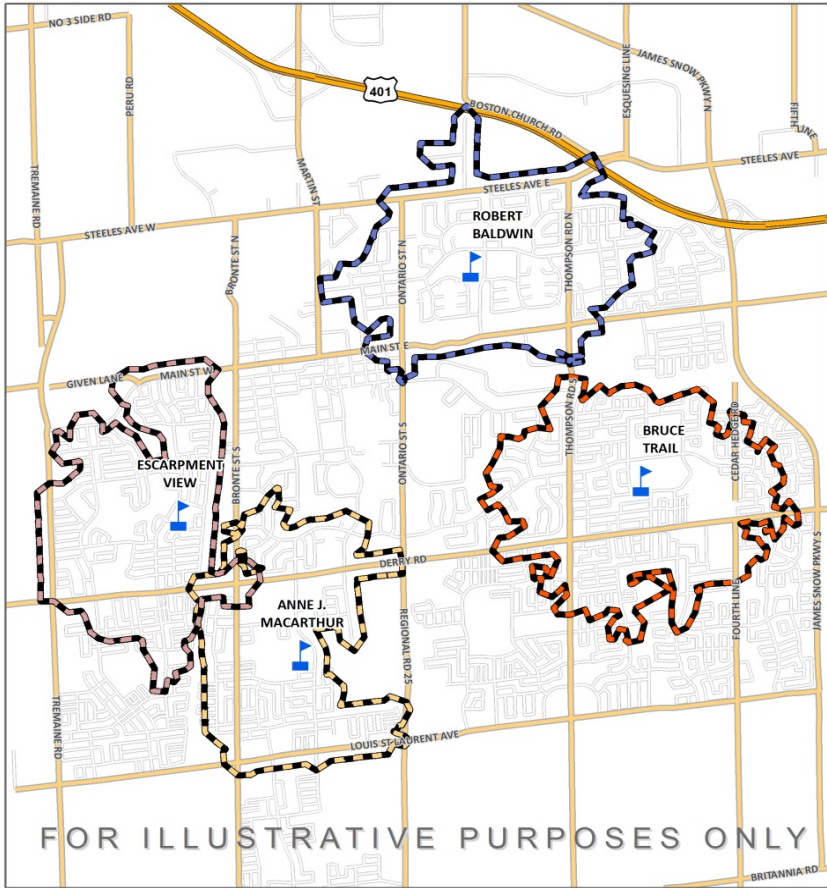 NO 3 SIDE RD
PERU RD
TREMAINE RD
401
BOSTON CHURCH RD
ESQUESING LINE
JAMES SNOW PKWY N
FIFTH LINE
STEELES AVE
MARTIN ST
STEELES AVE E
STEELES AVE W
BRONTE ST N
ONTARIO ST N
ROBERT
BALDWIN
THOMPSON RD N
MAIN ST E
GIVEN LANE
MAIN ST W
THOMPSON RD S
CEDAR HEDGE RD
BRUCE
TRAIL
ONTARIO ST S
ESCARPMENT
VIEW
BRONTE ST S
DERRY RD
ANNE J.
MACARTHUR
REGIONAL RD 25
FOURTH LINE
JAMES SNOW PKWY S
TREMAINE RD
LOUIS ST LAURENT AVE
FOR ILLUSTRATIVE PURPOSES ONLY
BRITANNIA RD